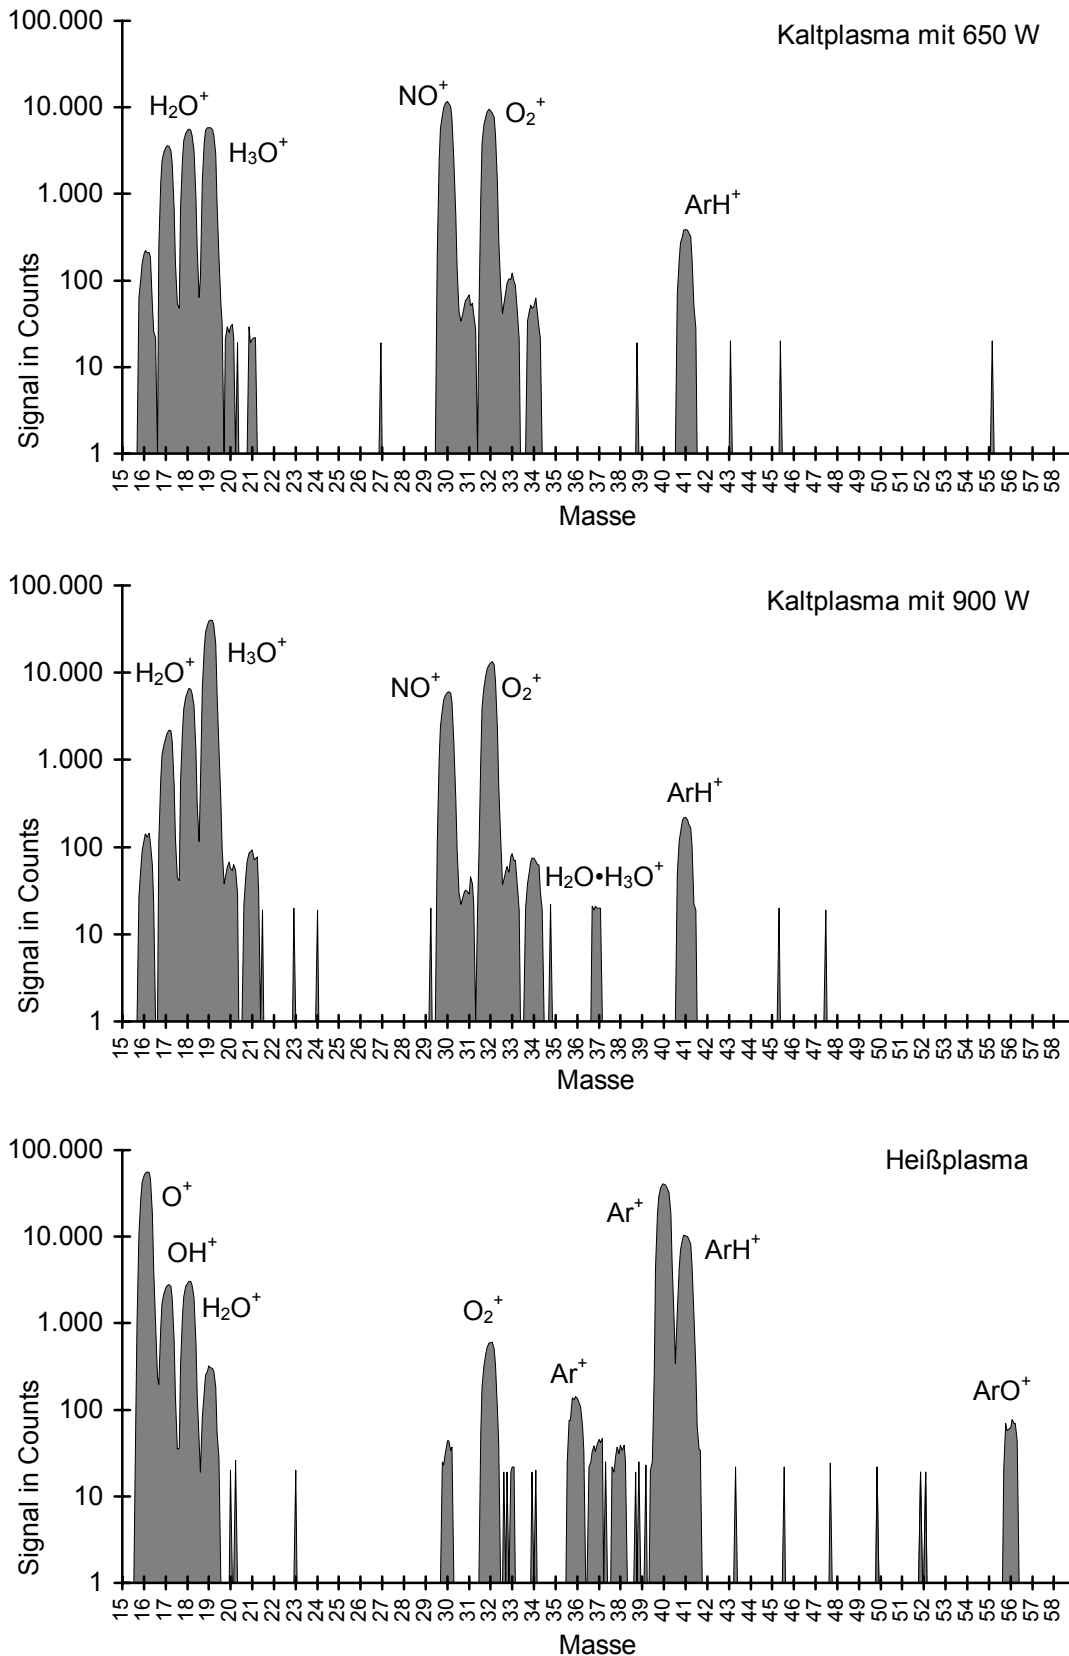 100.000
Kaltplasma mit 650 W
10.000
1.000
100
10
1
Signal in Counts
H₂O⁺
H₃O⁺
NO⁺
O₂⁺
ArH⁺
15 16 17 18 19 20 21 22 23 24 25 26 27 28 29 30 31 32 33 34 35 36 37 38 39 40 41 42 43 44 45 46 47 48 49 50 51 52 53 54 55 56 57 58
Masse
100.000
Kaltplasma mit 900 W
10.000
1.000
100
10
1
Signal in Counts
H₂O⁺
H₃O⁺
NO⁺
O₂⁺
H₂O•H₃O⁺
ArH⁺
15 16 17 18 19 20 21 22 23 24 25 26 27 28 29 30 31 32 33 34 35 36 37 38 39 40 41 42 43 44 45 46 47 48 49 50 51 52 53 54 55 56 57 58
Masse
100.000
Heißplasma
10.000
1.000
100
10
1
Signal in Counts
O⁺
OH⁺
H₂O⁺
O₂⁺
Ar⁺
Ar⁺
ArH⁺
ArO⁺
15 16 17 18 19 20 21 22 23 24 25 26 27 28 29 30 31 32 33 34 35 36 37 38 39 40 41 42 43 44 45 46 47 48 49 50 51 52 53 54 55 56 57 58
Masse